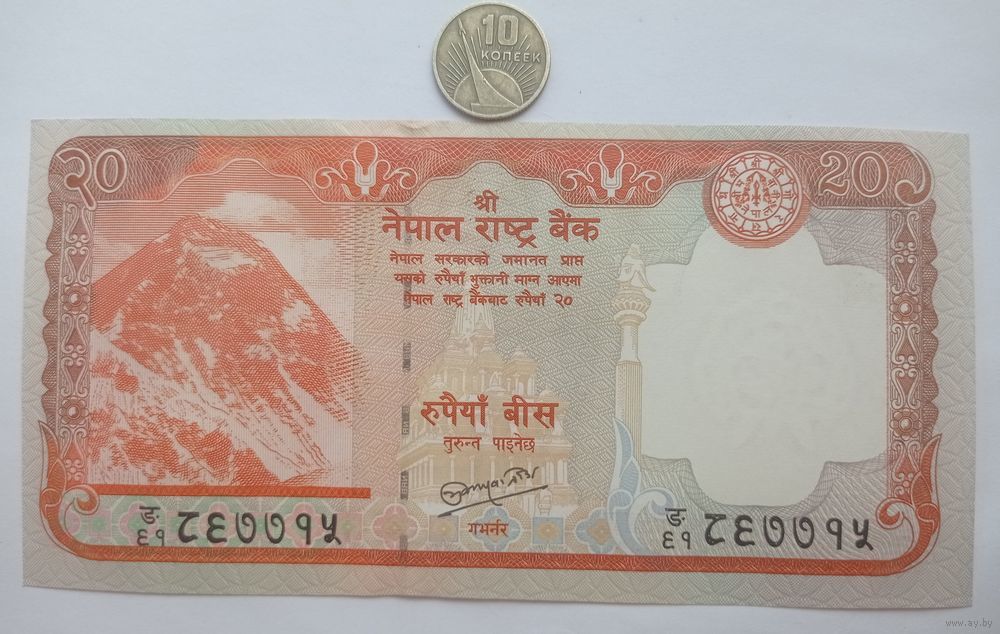 10
КОПЕЕК
२० 20
श्री
नेपाल राष्ट्र बैंक
नेपाल सरकारको जमानत प्राप्त
यसको रुपैयाँ भुक्तानी माग्न आएमा
नेपाल राष्ट्र बैंकबाट रुपैयाँ २०
रुपैयाँ बीस
तुरुन्त पाइनेछ
गभर्नर
ङ
६१ ८६७७१५
ङ
६१ ८६७७१५
www.ay.by